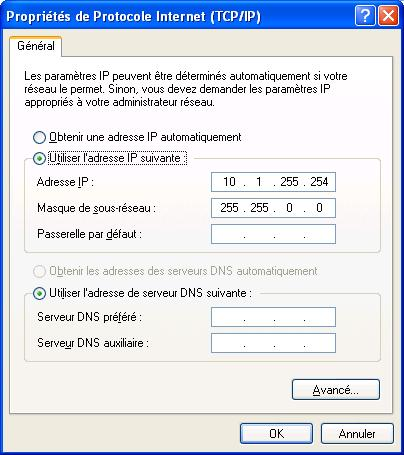 Propriétés de Protocole Internet (TCP/IP)
Général
Les paramètres IP peuvent être déterminés automatiquement si votre
réseau le permet. Sinon, vous devez demander les paramètres IP
appropriés à votre administrateur réseau.
Obtenir une adresse IP automatiquement
Utiliser l'adresse IP suivante :
Adresse IP : 10 . 1 . 255 . 254
Masque de sous-réseau : 255 . 255 . 0 . 0
Passerelle par défaut : . . .
Obtenir les adresses des serveurs DNS automatiquement
Utiliser l'adresse de serveur DNS suivante :
Serveur DNS préféré : . . .
Serveur DNS auxiliaire : . . .
Avancé...
OK Annuler